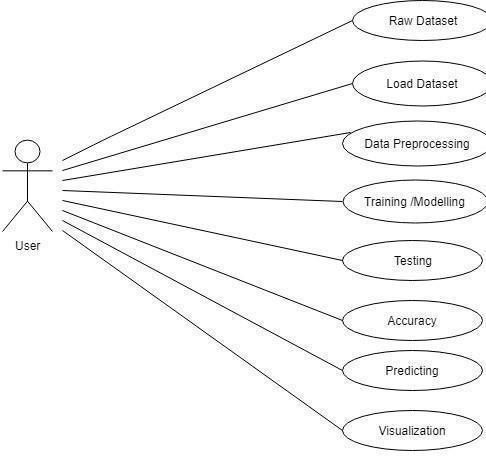 Raw Dataset
Load Dataset
Data Preprocessing
Training /Modelling
User
Testing
Accuracy
Predicting
Visualization